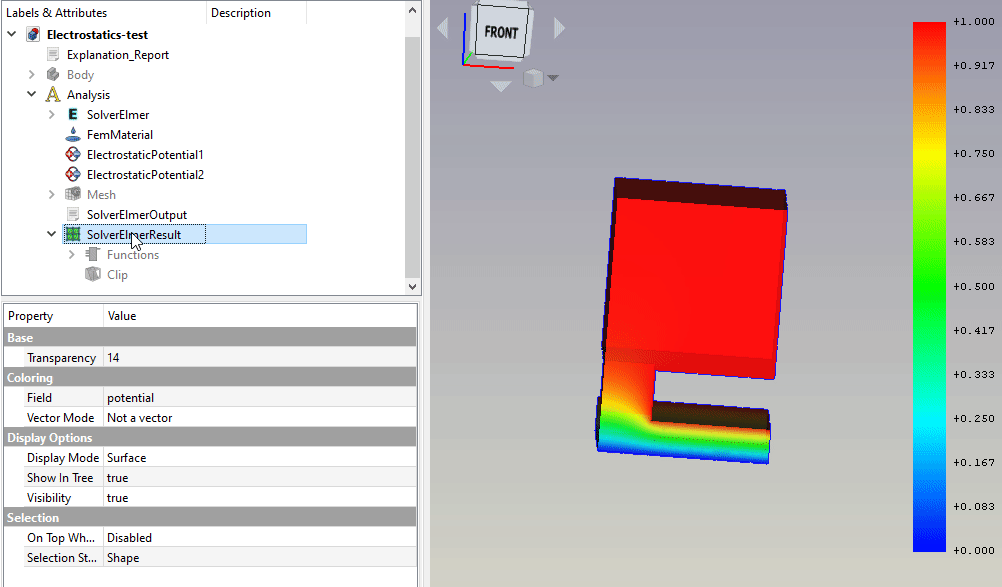 Labels & Attributes Description
Electrostatics-test
Explanation_Report
Body
Analysis
SolverElmer
FemMaterial
ElectrostaticPotential1
ElectrostaticPotential2
Mesh
SolverElmerOutput
SolverElmerResult
Functions
Clip
Property Value
Base
Transparency 14
Coloring
Field potential
Vector Mode Not a vector
Display Options
Display Mode Surface
Show In Tree true
Visibility true
Selection
On Top Wh... Disabled
Selection St... Shape
FRONT
+1.000
+0.917
+0.833
+0.750
+0.667
+0.583
+0.500
+0.417
+0.333
+0.250
+0.167
+0.083
+0.000